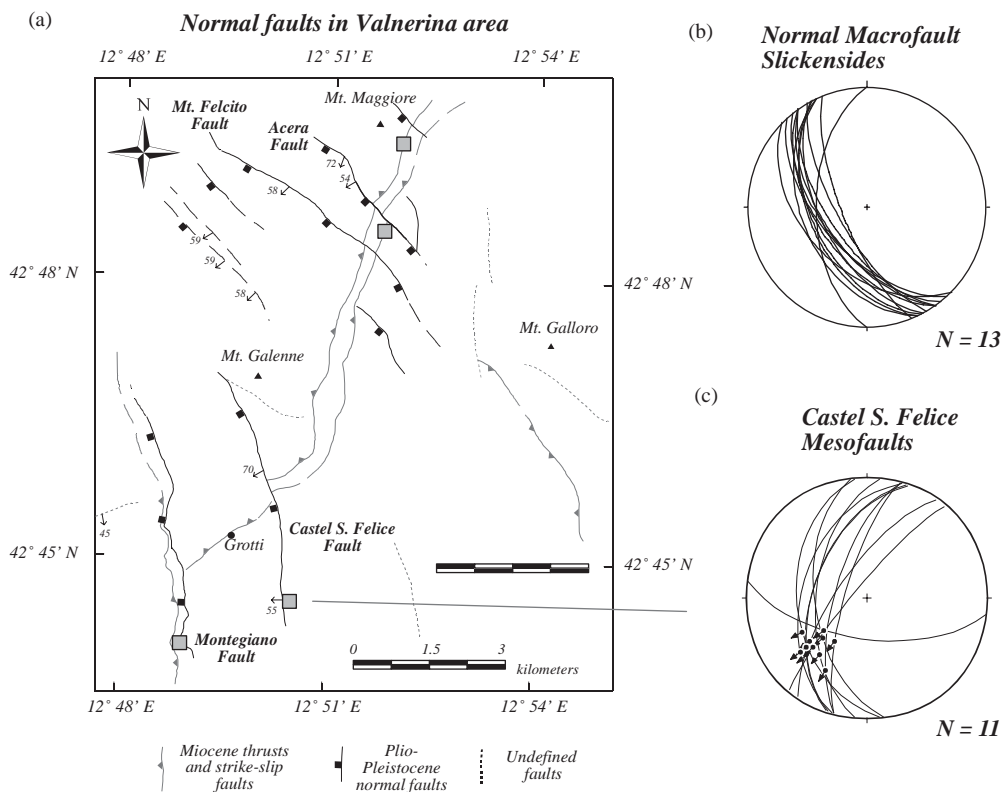 (a)
Normal faults in Valnerina area
12° 48' E
12° 51' E
12° 54' E
N
Mt. Felcito
Fault
Acera
Fault
Mt. Maggiore
72
54
58
59
59
58
42° 48' N
42° 48' N
Mt. Galloro
Mt. Galenne
70
45
Grotti
Castel S. Felice
Fault
42° 45' N
42° 45' N
55
Montegiano
Fault
0
1.5
3
kilometers
12° 48' E
12° 51' E
12° 54' E
Miocene thrusts
and strike-slip
faults
Plio-
Pleistocene
normal faults
Undefined
faults
(b)
Normal Macrofault
Slickensides
N = 13
(c)
Castel S. Felice
Mesofaults
N = 11